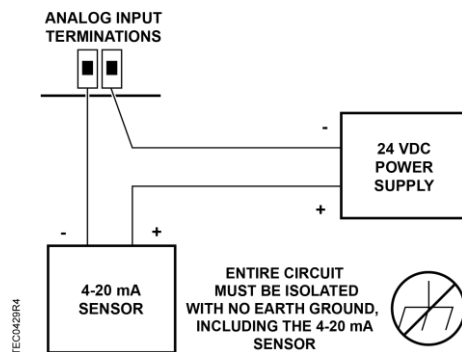 ANALOG INPUT
TERMINATIONS
-
24 VDC
POWER
SUPPLY
+
-
+
4-20 mA
SENSOR
ENTIRE CIRCUIT
MUST BE ISOLATED
WITH NO EARTH GROUND,
INCLUDING THE 4-20 mA
SENSOR
TEC0429R4